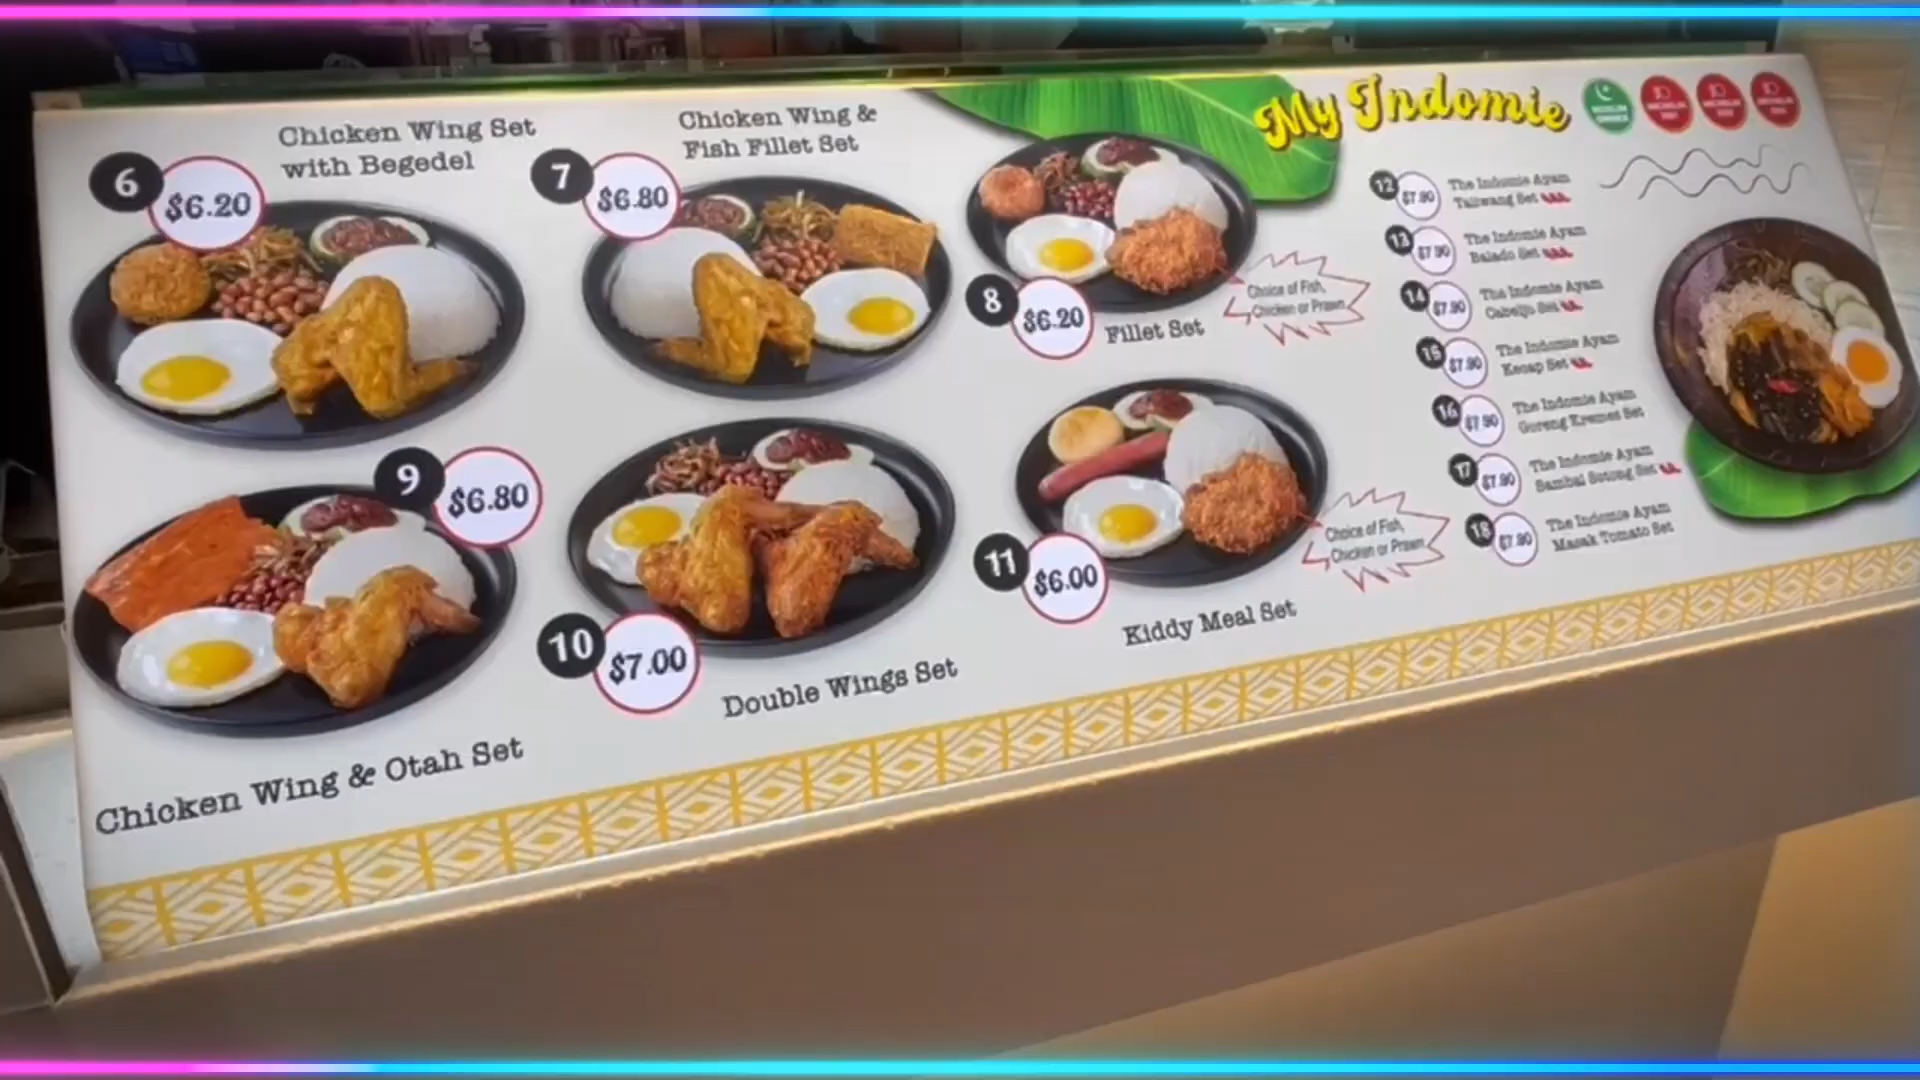 6
$6.20
Chicken Wing Set
with Begedel
7
$6.80
Chicken Wing &
Fish Fillet Set
8
$6.20
Fillet Set
Choice of Fish,
Chicken or Prawn
9
$6.80
Chicken Wing & Otah Set
10
$7.00
Double Wings Set
11
$6.00
Kiddy Meal Set
Choice of Fish,
Chicken or Prawn
My Indomie
12
$7.90
The Indomie Ayam
Taliwang Set
13
$7.90
The Indomie Ayam
Balado Set
14
$7.90
The Indomie Ayam
Cabeijo Set
15
$7.90
The Indomie Ayam
Kecap Set
16
$7.90
The Indomie Ayam
Goreng Kremes Set
17
$7.90
The Indomie Ayam
Sambal Sotong Set
18
$7.90
The Indomie Ayam
Masak Tomato Set